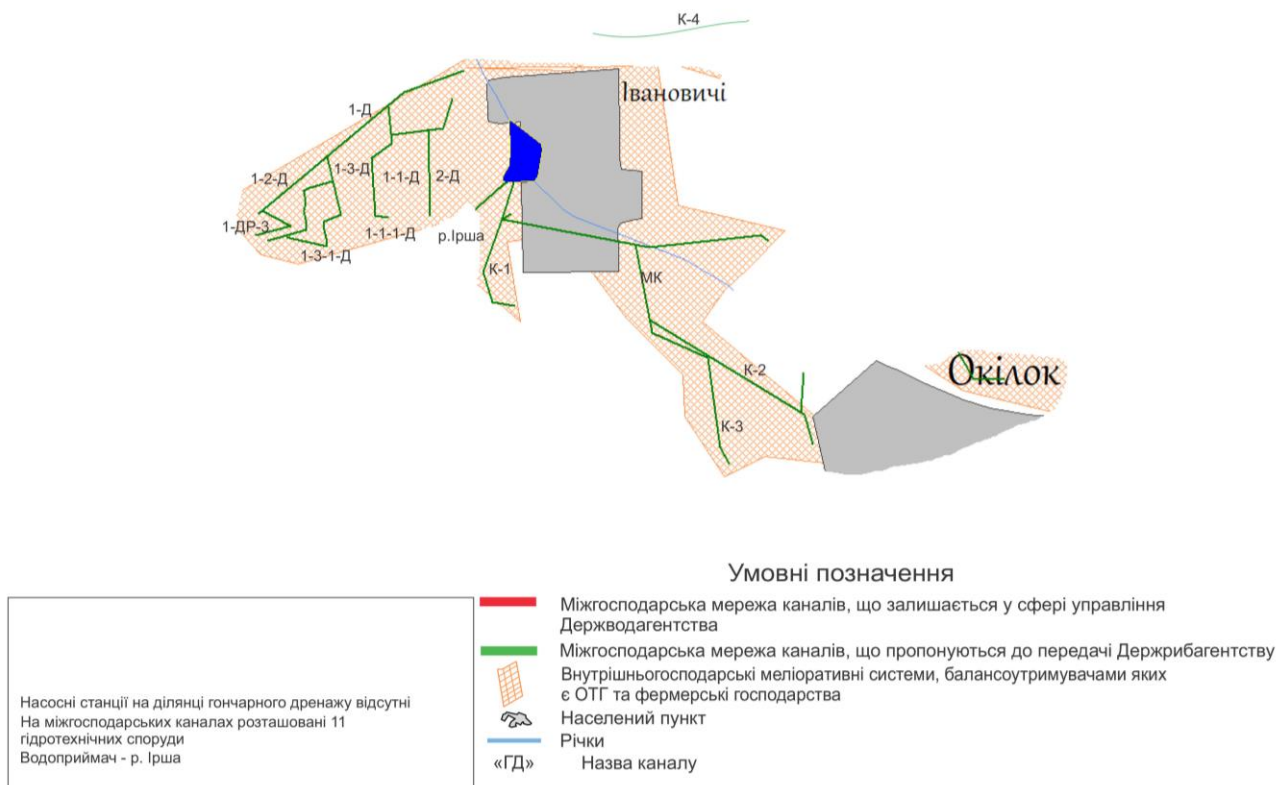 К-4
Івановичі
1-Д
1-3-Д
1-2-Д
1-1-Д
2-Д
1-ДР-3
1-1-1-Д
р.Ірша
1-3-1-Д
К-1
МК
К-2
Окілок
К-3
Умовні позначення
Міжгосподарська мережа каналів, що залишається у сфері управління
Держводагентства
Міжгосподарська мережа каналів, що пропонуються до передачі Держрибагентству
Внутрішньогосподарські меліоративні системи, балансоутримувачами яких
є ОТГ та фермерські господарства
Населений пункт
Річки
«ГД» Назва каналу
Насосні станції на ділянці гончарного дренажу відсутні
На міжгосподарських каналах розташовані 11
гідротехнічних споруди
Водоприймач - р. Ірша